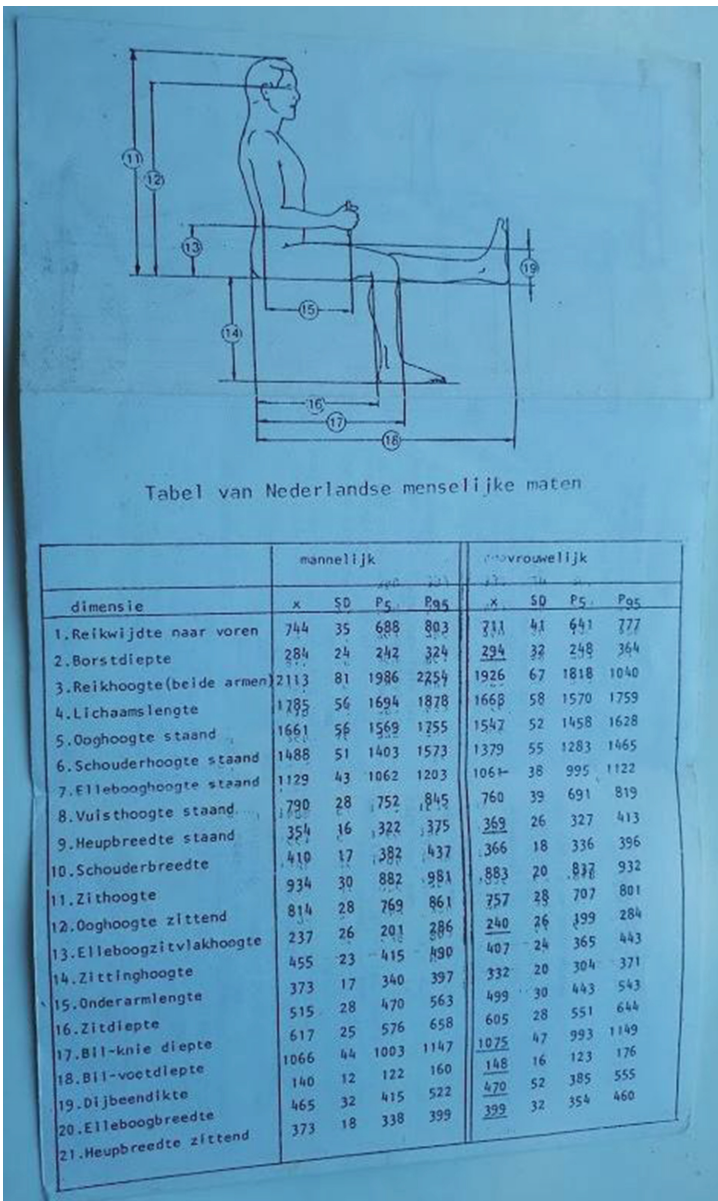 11
12
13
19
15
14
16
17
18
Tabel van Nederlandse menselijke maten
mannelijk vrouwelijk
dimensie x SD P5 P95 x SD P5 P95
1.Reikwijdte naar voren 744 35 688 803 711 41 641 777
2.Borstdiepte 284 24 242 324 294 32 248 364
3.Reikhoogte(beide armen) 2113 81 1986 2254 1926 67 1818 1040
4.Lichaamslengte 1785 56 1694 1878 1668 58 1570 1759
5.Ooghoogte staand 1661 56 1569 1755 1547 52 1458 1628
6.Schouderhoogte staand 1488 51 1403 1573 1379 55 1283 1465
7.Ellebooghoogte staand 1129 43 1062 1203 1061 38 995 1122
8.Vuisthoogte staand 790 28 752 845 760 39 691 819
9.Heupbreedte staand 354 16 322 375 369 26 327 413
10.Schouderbreedte 410 17 382 437 366 18 336 396
11.Zithoogte 934 30 882 981 883 20 837 932
12.Ooghoogte zittend 814 28 769 861 757 28 707 801
13.Elleboogzitvlakhoogte 237 26 201 286 240 26 199 284
14.Zittinghoogte 455 23 415 490 407 24 365 443
15.Onderarmlengte 373 17 340 397 332 20 304 371
16.Zitdiepte 515 28 470 563 499 30 443 543
17.Bil-knie diepte 617 25 576 658 605 28 551 644
18.Bil-voetdiepte 1066 44 1003 1147 1075 47 993 1149
19.Dijbeendikte 140 12 122 160 148 16 123 176
20.Elleboogbreedte 465 32 415 522 470 52 385 555
21.Heupbreedte zittend 373 18 338 399 399 32 354 460